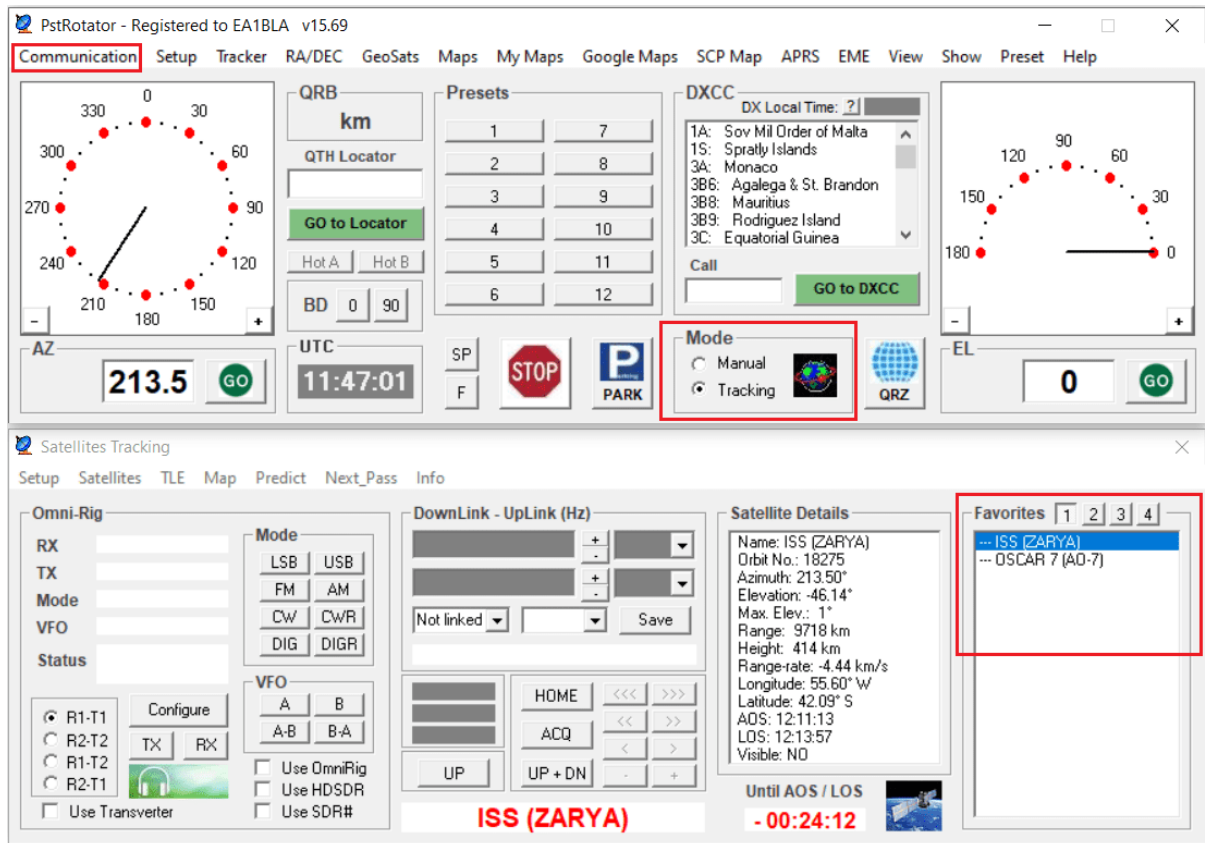 PstRotator - Registered to EA1BLA   v15.69
Communication   Setup   Tracker   RA/DEC   GeoSats   Maps   My Maps   Google Maps   SCP Map   APRS   EME   View   Show   Preset   Help
0
30
60
90
120
150
180
210
240
270
300
330
-
+
AZ
213.5
GO
QRB
km
QTH Locator
GO to Locator
Hot A   Hot B
BD   0   90
UTC
11:47:01
Presets
1   7
2   8
3   9
4   10
5   11
6   12
SP
F
STOP
P
PARK
DXCC
DX Local Time:   ?
1A:   Sov Mil Order of Malta
1S:   Spratly Islands
3A:   Monaco
3B6:   Agalega & St. Brandon
3B8:   Mauritius
3B9:   Rodriguez Island
3C:   Equatorial Guinea
Call
GO to DXCC
Mode
Manual
Tracking
QRZ
180
150
120
90
60
30
0
-
+
EL
0
GO
Satellites Tracking
Setup   Satellites   TLE   Map   Predict   Next_Pass   Info
Omni-Rig
RX
TX
Mode
VFO
Status
R1-T1
R2-T2
R1-T2
R2-T1
Configure
TX   RX
Use Transverter
Mode
LSB   USB
FM   AM
CW   CWR
DIG   DIGR
VFO
A   B
A-B   B-A
Use OmniRig
Use HDSDR
Use SDR#
DownLink - UpLink (Hz)
+
-
+
-
Not linked   Save
HOME   <<<   >>>
ACQ   <<   >>
<   >
UP   UP + DN   -   +
ISS (ZARYA)
Satellite Details
Name: ISS (ZARYA)
Orbit No.: 18275
Azimuth: 213.50°
Elevation: -46.14°
Max. Elev.:  1°
Range:  9718 km
Height:  414 km
Range-rate: -4.44 km/s
Longitude: 55.60° W
Latitude: 42.09° S
AOS: 12:11:13
LOS: 12:13:57
Visible: NO
Until AOS / LOS
- 00:24:12
Favorites   1   2   3   4
--- ISS (ZARYA)
--- OSCAR 7 (AO-7)